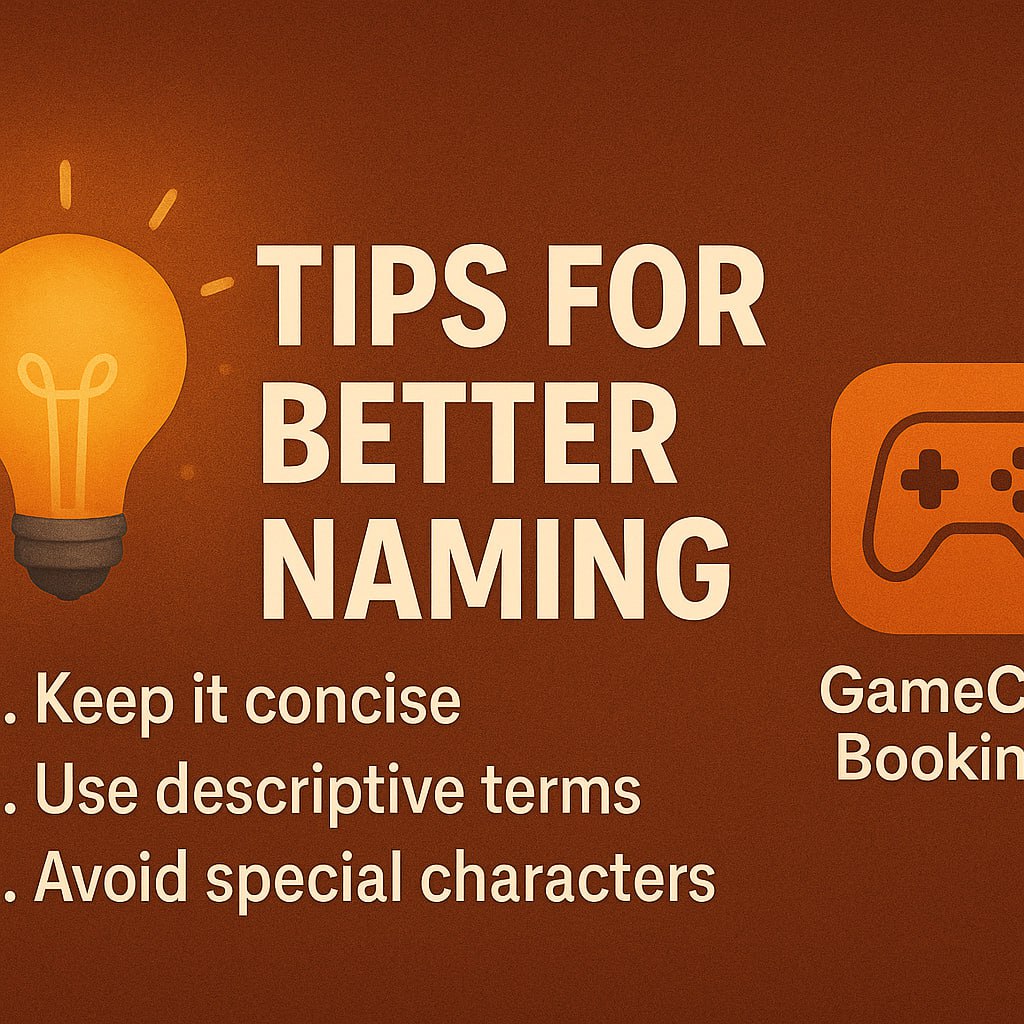 TIPS FOR
BETTER
NAMING
. Keep it concise
. Use descriptive terms
. Avoid special characters
GameC
Bookin